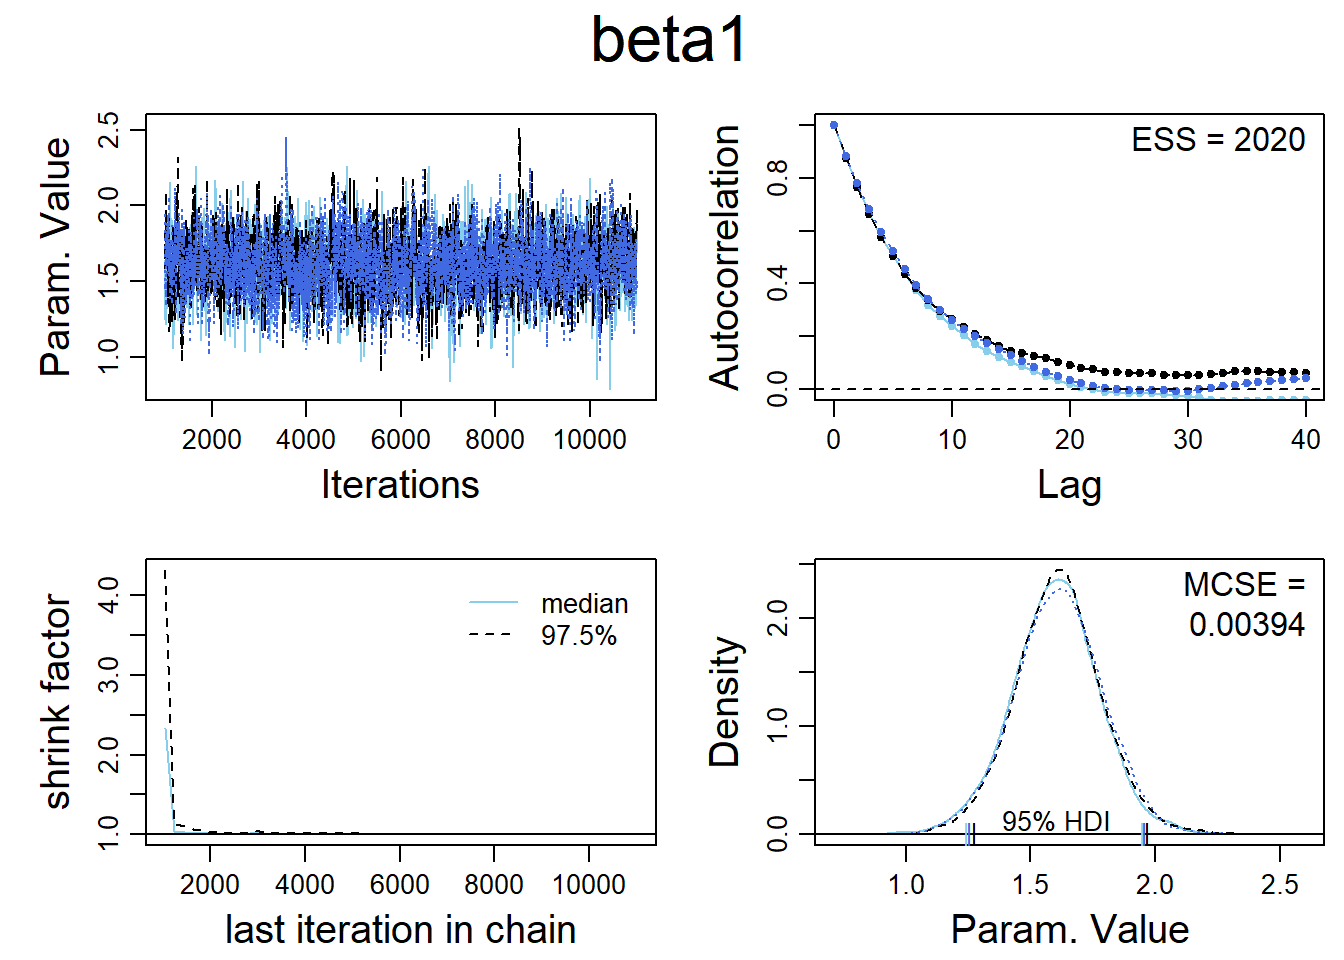 beta1
Param. Value
2.5
2.0
1.5
1.0
2000 4000 6000 8000 10000
Iterations
Autocorrelation
ESS = 2020
0.8
0.4
0.0
0 10 20 30 40
Lag
shrink factor
4.0
3.0
2.0
1.0
median
97.5%
2000 4000 6000 8000 10000
last iteration in chain
Density
MCSE =
0.00394
2.0
1.0
0.0
95% HDI
1.0 1.5 2.0 2.5
Param. Value